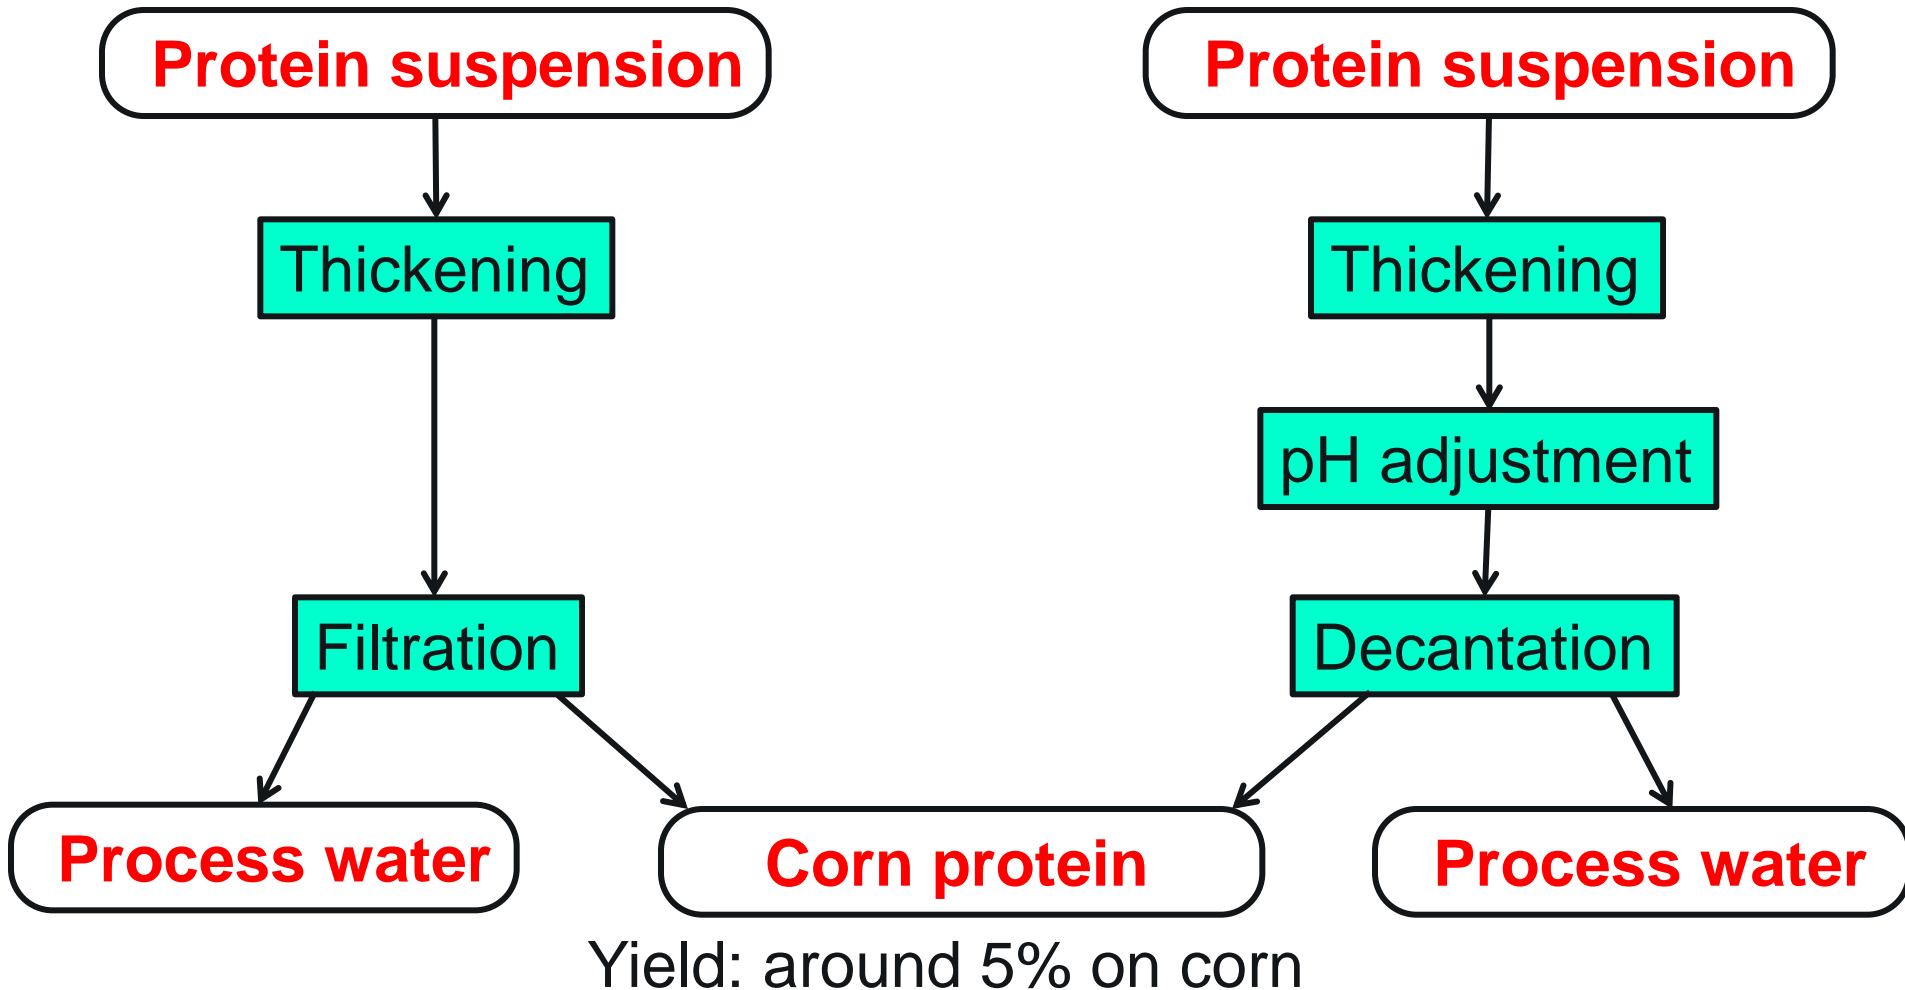 Protein suspension
Protein suspension
Thickening
Thickening
pH adjustment
Filtration
Decantation
Process water
Corn protein
Process water
Yield: around 5% on corn